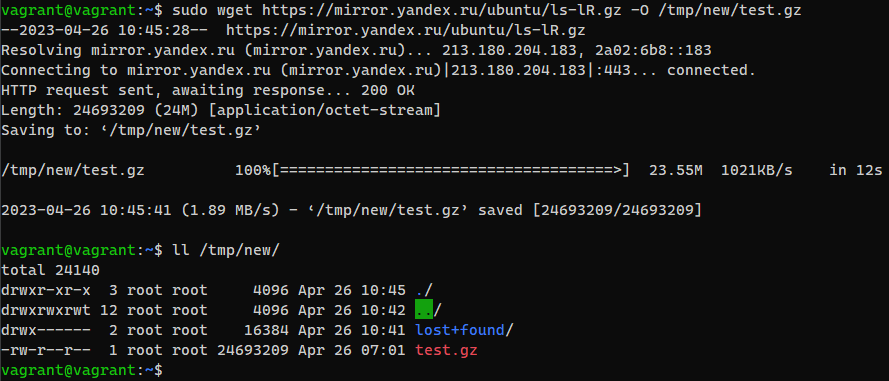 vagrant@vagrant:~$ sudo wget https://mirror.yandex.ru/ubuntu/ls-lR.gz -O /tmp/new/test.gz
--2023-04-26 10:45:28--  https://mirror.yandex.ru/ubuntu/ls-lR.gz
Resolving mirror.yandex.ru (mirror.yandex.ru)... 213.180.204.183, 2a02:6b8::183
Connecting to mirror.yandex.ru (mirror.yandex.ru)|213.180.204.183|:443... connected.
HTTP request sent, awaiting response... 200 OK
Length: 24693209 (24M) [application/octet-stream]
Saving to: ‘/tmp/new/test.gz’
/tmp/new/test.gz          100%[=====================================>]  23.55M  1021KB/s    in 12s
2023-04-26 10:45:41 (1.89 MB/s) - ‘/tmp/new/test.gz’ saved [24693209/24693209]
vagrant@vagrant:~$ ll /tmp/new/
total 24140
drwxr-xr-x  3 root root     4096 Apr 26 10:45 ./
drwxrwxrwt 12 root root     4096 Apr 26 10:42 ../
drwx------  2 root root    16384 Apr 26 10:41 lost+found/
-rw-r--r--  1 root root 24693209 Apr 26 07:01 test.gz
vagrant@vagrant:~$